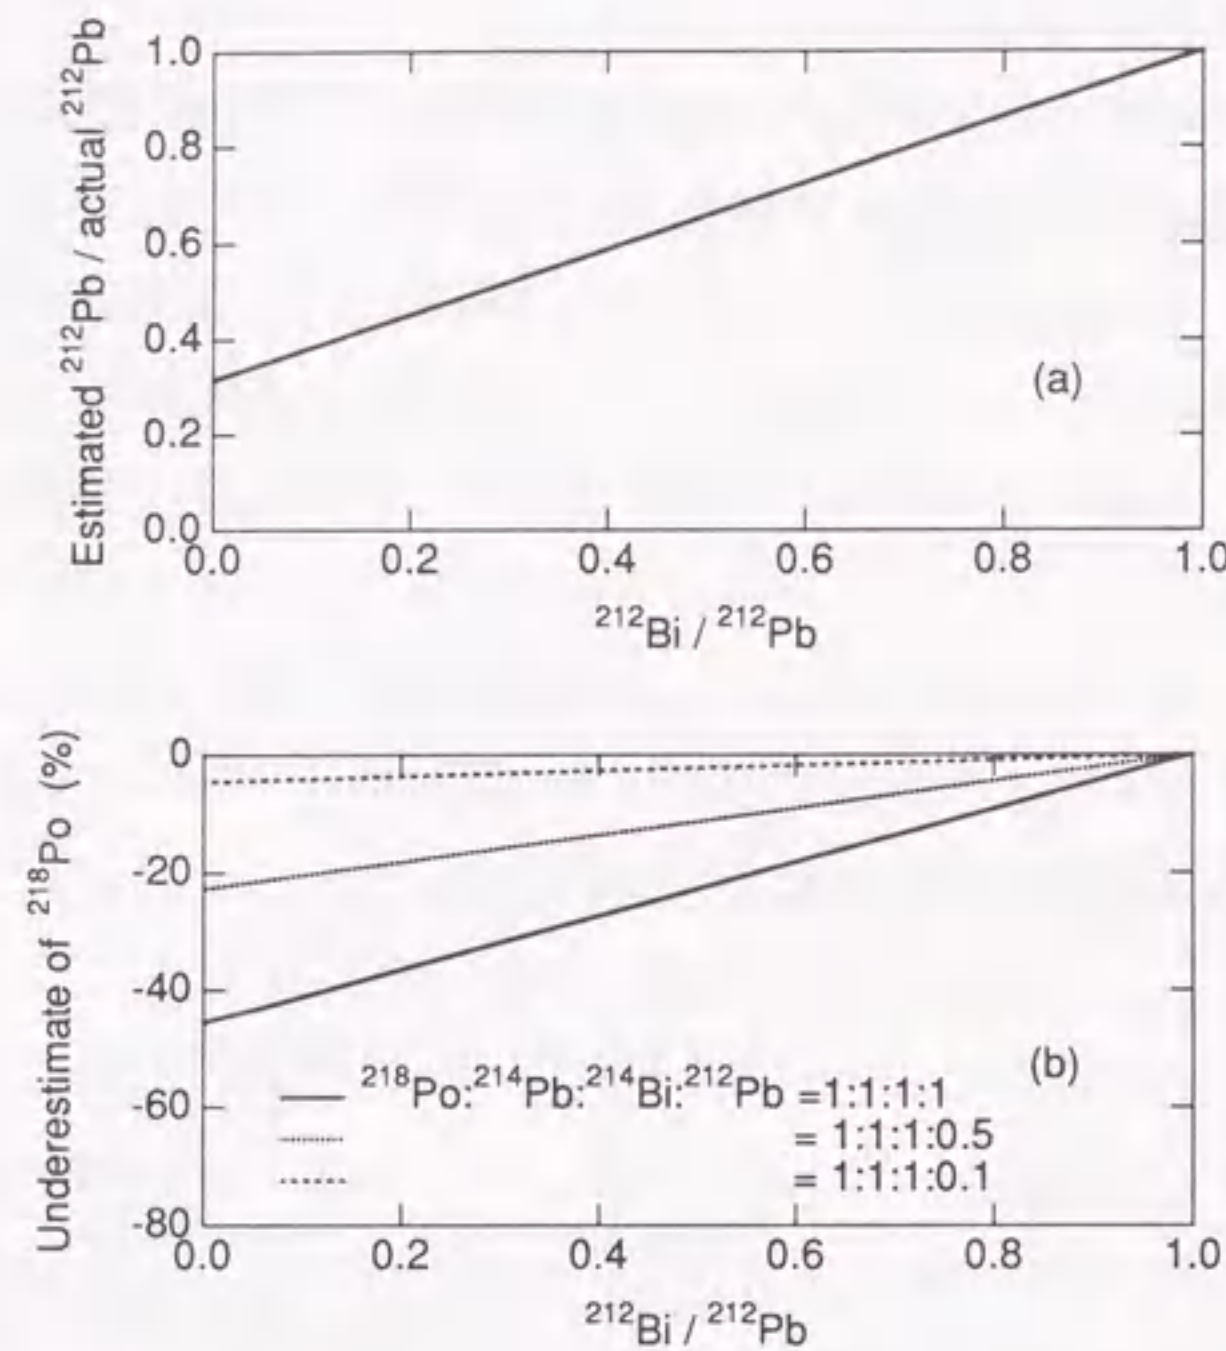 Estimated ²¹²Pb / actual ²¹²Pb
1.0
0.8
0.6
0.4
0.2
0.0
(a)
0.0 0.2 0.4 0.6 0.8 1.0
²¹²Bi / ²¹²Pb
Underestimate of ²¹⁸Po (%)
0
-20
-40
-60
-80
(b)
²¹⁸Po:²¹⁴Pb:²¹⁴Bi:²¹²Pb =1:1:1:1
= 1:1:1:0.5
= 1:1:1:0.1
0.0 0.2 0.4 0.6 0.8 1.0
²¹²Bi / ²¹²Pb